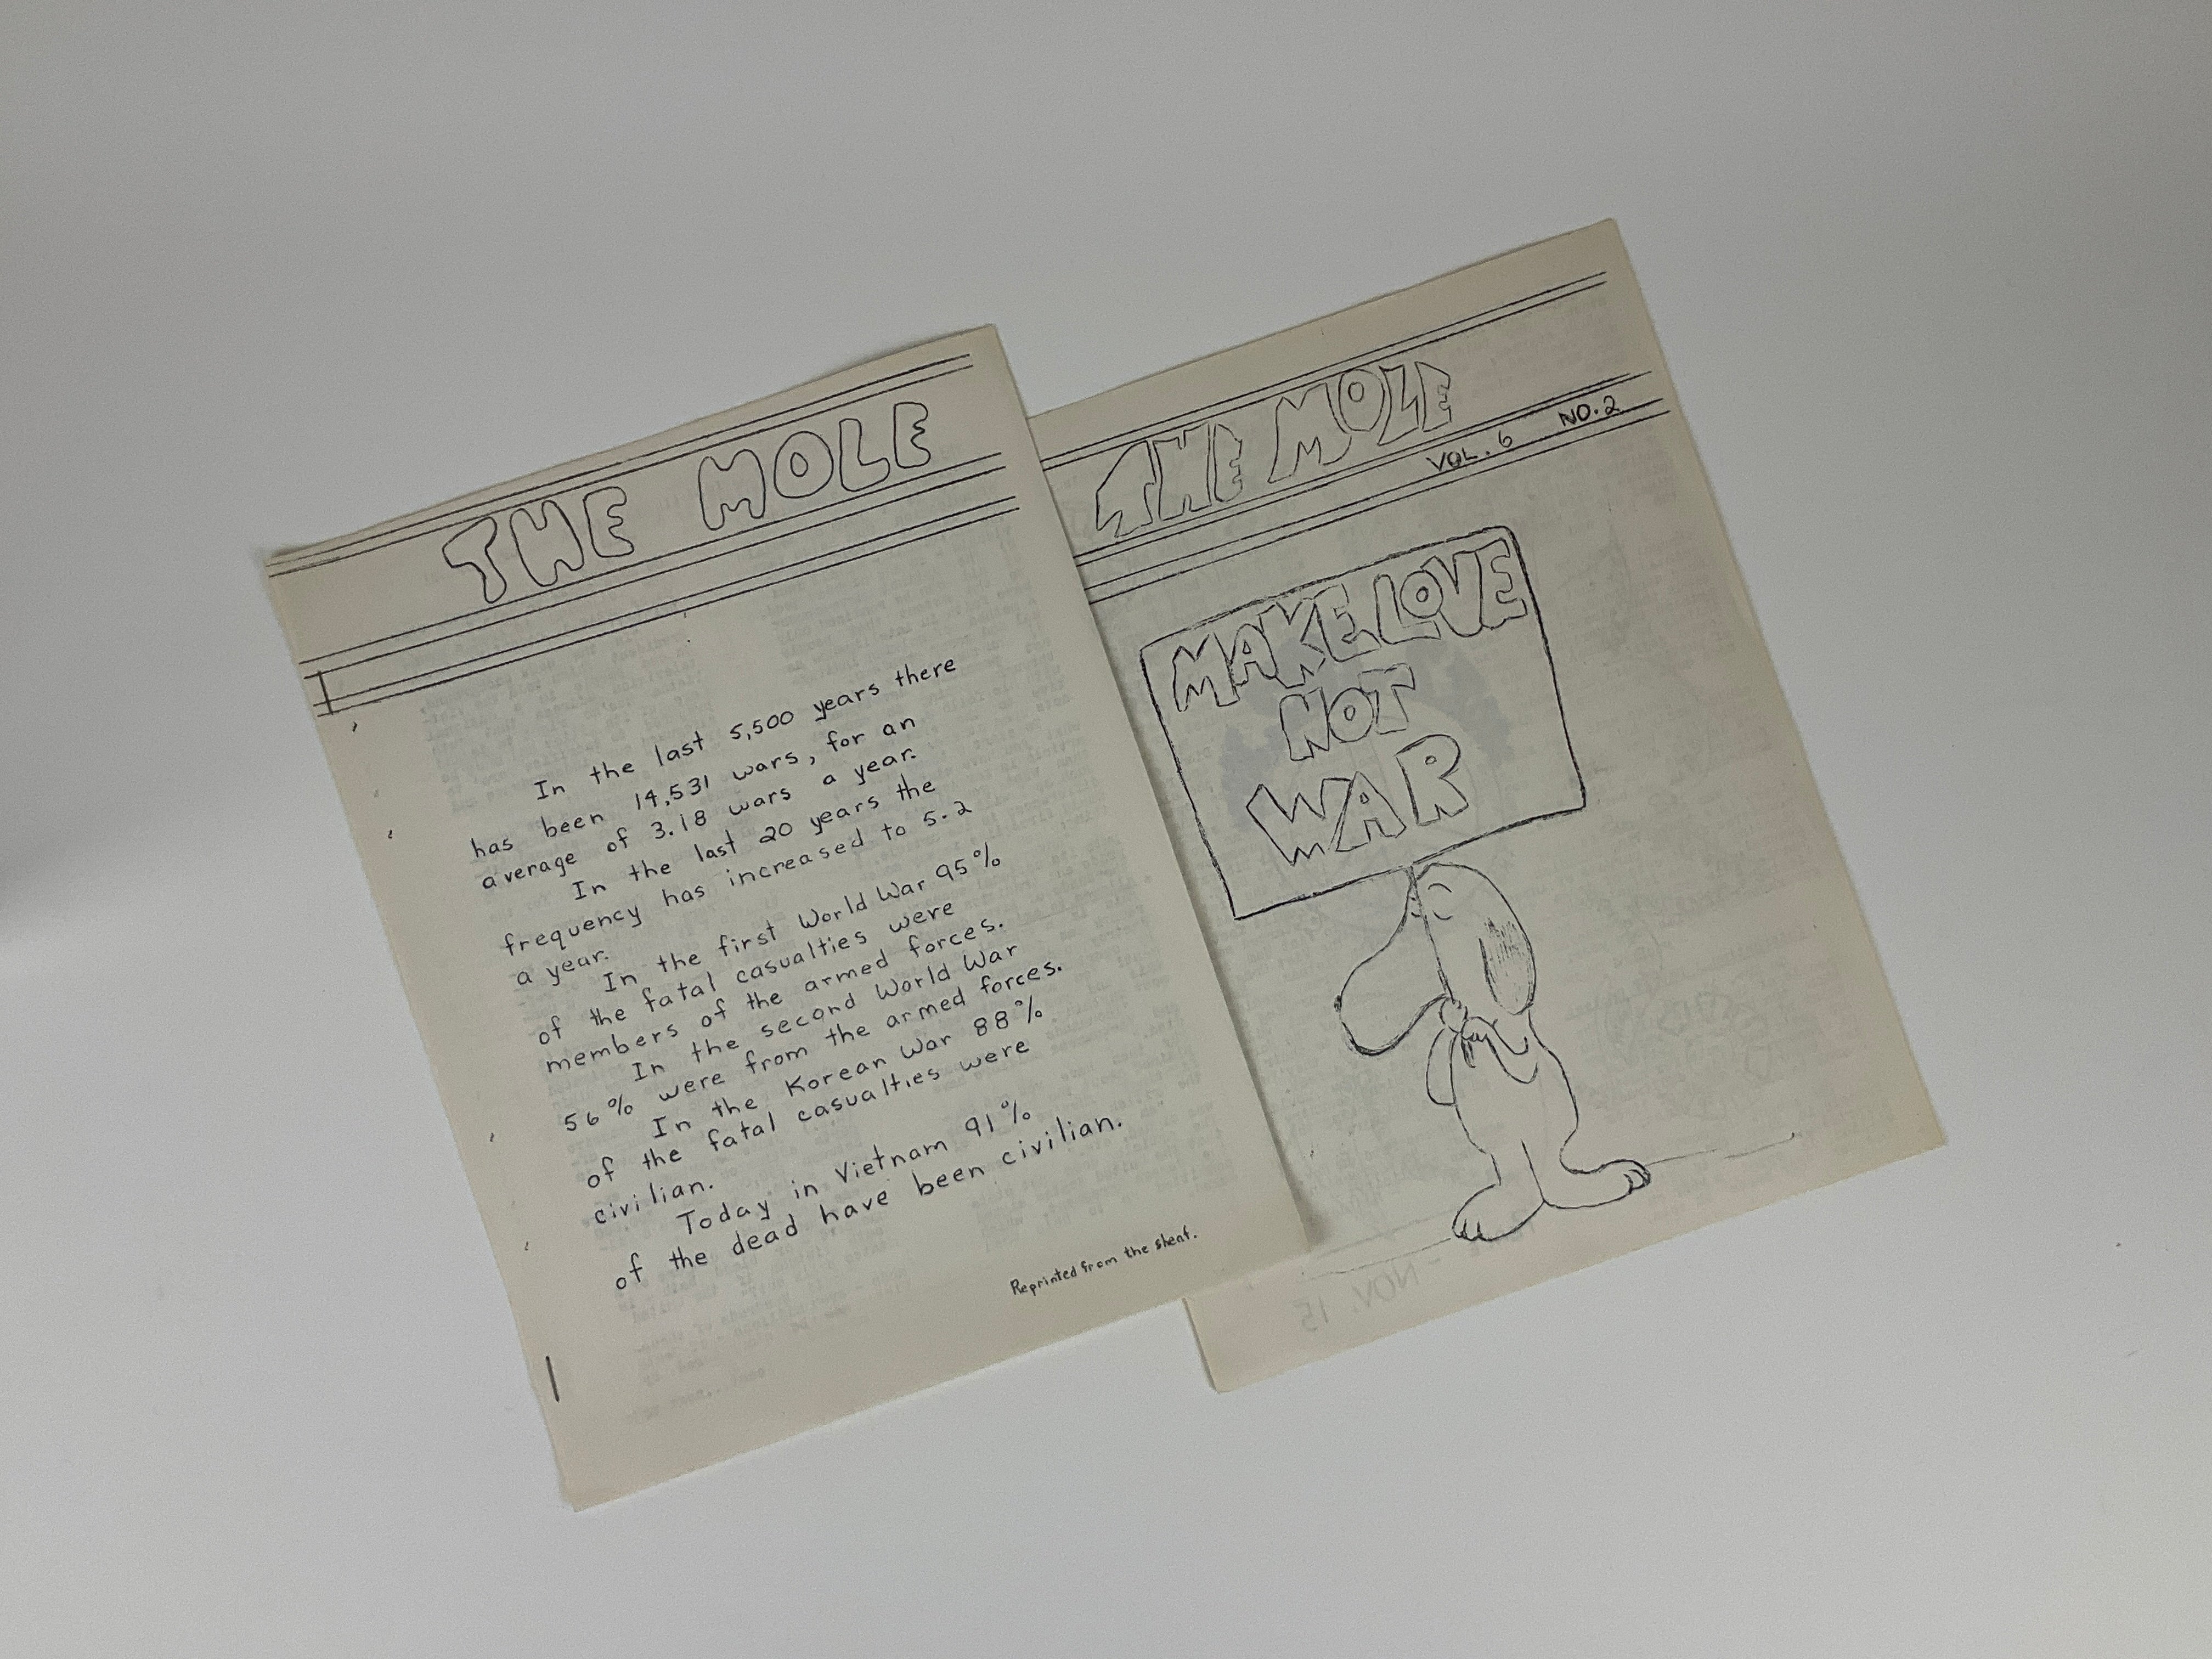 THE MOLE
In the last 5,500 years there
has been 14,531 wars, for an
average of 3.18 wars a year.
In the last 20 years the
frequency has increased to 5.2
a year.
In the first World War 95%
of the fatal casualties were
members of the armed forces.
In the second World War
56% were from the armed forces.
In the Korean War 88%
of the fatal casualties were
civilian.
Today in Vietnam 91%
of the dead have been civilian.
Reprinted from the sheaf.
THE MOLE
VOL. 6 NO. 2
MAKE LOVE
NOT
WAR
NOV. 15